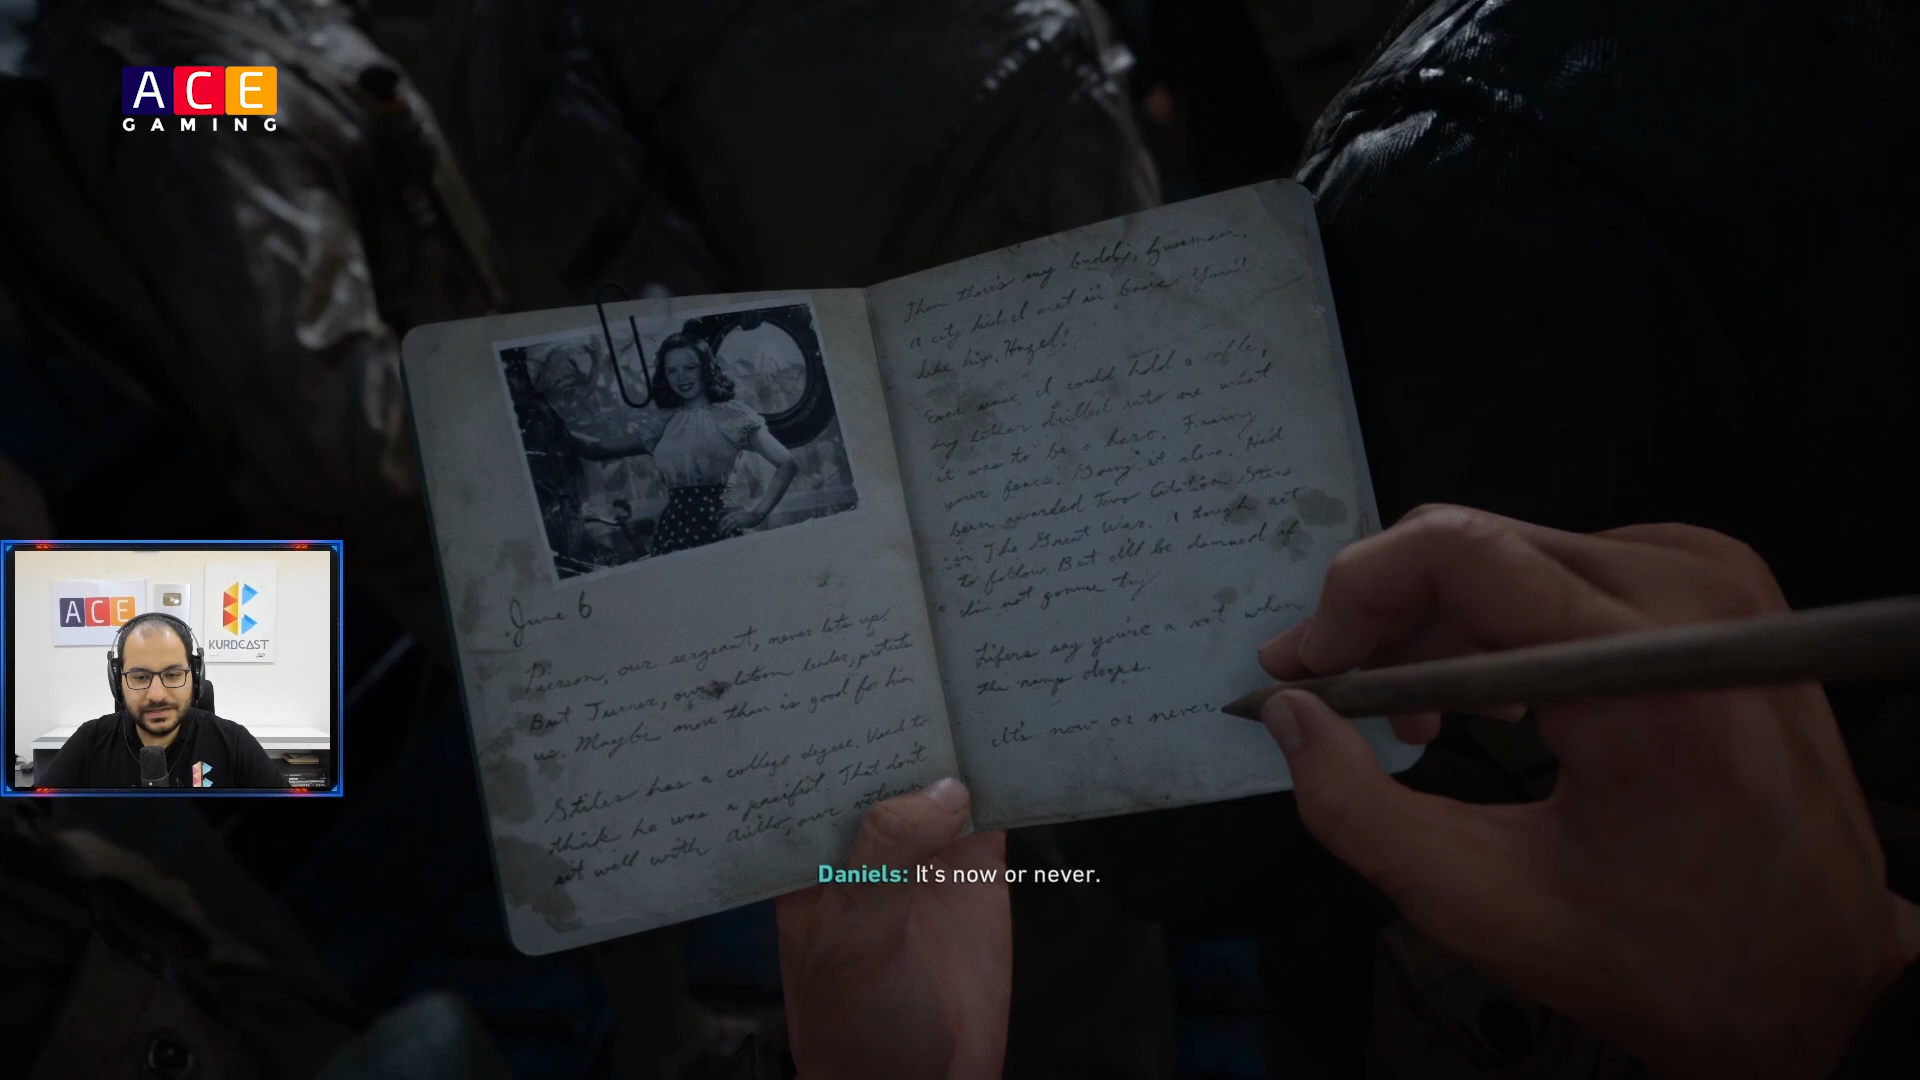 ACE
GAMING
Then there's my buddy, Zussman,
a city kid I met in basic. You'd
like him, Hazel!
Ever since I could hold a rifle,
my father drilled into me what
it was to be a hero. Facing
your fears. Going it alone. He'd
been awarded Two Citation Stars
in The Great War. A tough act
to follow. But I'll be damned if
I'm not gonna try
Lifers say you're a vet when
the ramp drops.
It's now or never
June 6
Pierson, our sergeant, never lets up.
But Turner, our platoon leader, protects
us. Maybe more than is good for him.
Stiles has a college degree. Used to
think he was a pacifist. That don't
sit well with Aiello, our veteran
ACE
KURDCAST
Daniels: It's now or never.